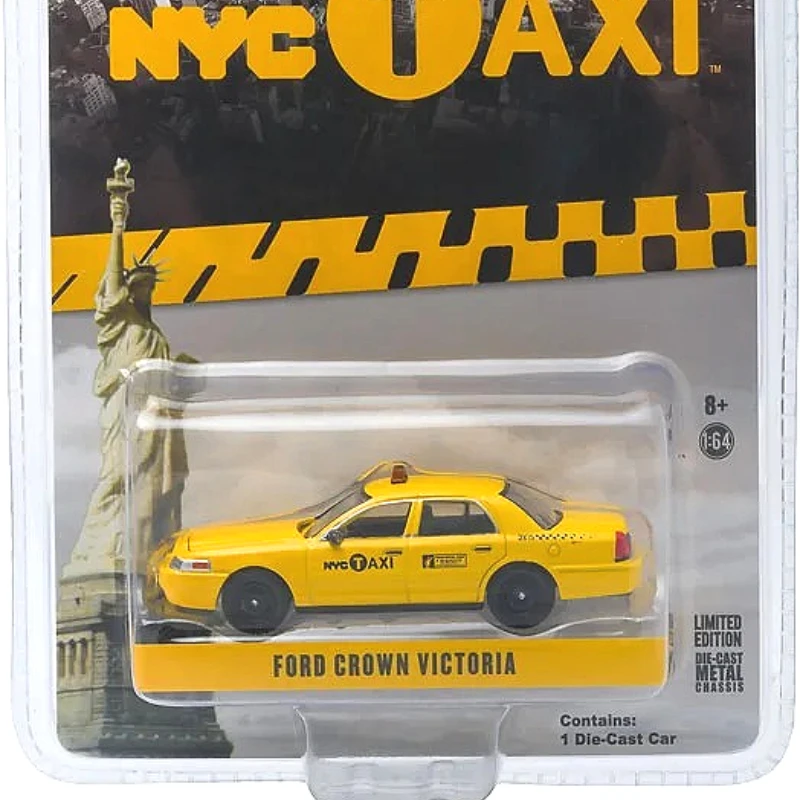 NYC TAXI™
8+
1:64
NYC TAXI
FORD CROWN VICTORIA
LIMITED
EDITION
DIE-CAST
METAL
CHASSIS
Contains:
1 Die-Cast Car